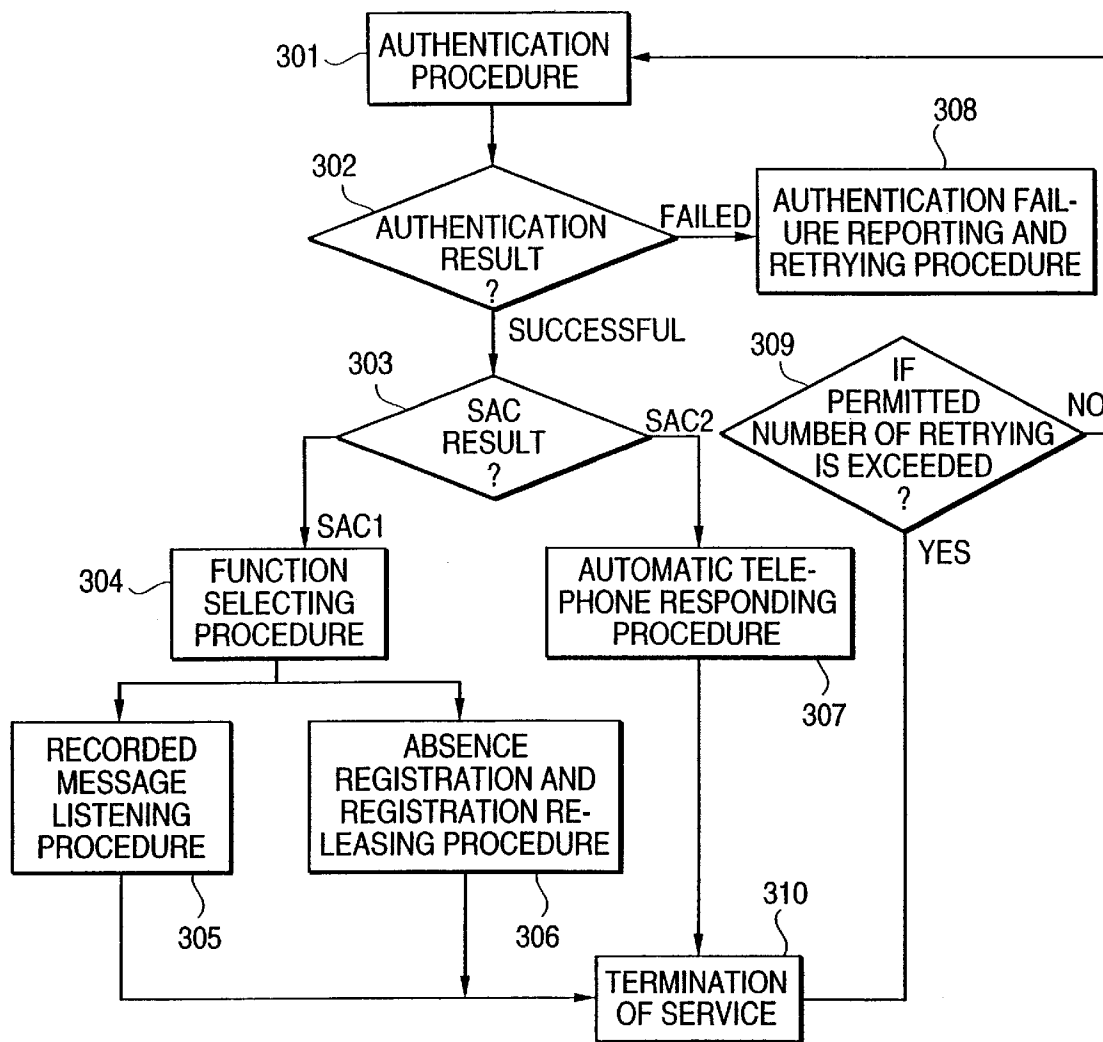 301
AUTHENTICATION
PROCEDURE
308
302
AUTHENTICATION
RESULT
?
FAILED
AUTHENTICATION FAIL-
URE REPORTING AND
RETRYING PROCEDURE
SUCCESSFUL
303
SAC
RESULT
?
SAC2
309
IF
PERMITTED
NUMBER OF RETRYING
IS EXCEEDED
?
NO
SAC1
YES
304
FUNCTION
SELECTING
PROCEDURE
AUTOMATIC TELE-
PHONE RESPONDING
PROCEDURE
307
RECORDED
MESSAGE
LISTENING
PROCEDURE
305
ABSENCE
REGISTRATION AND
REGISTRATION RE-
LEASING PROCEDURE
306
310
TERMINATION
OF SERVICE